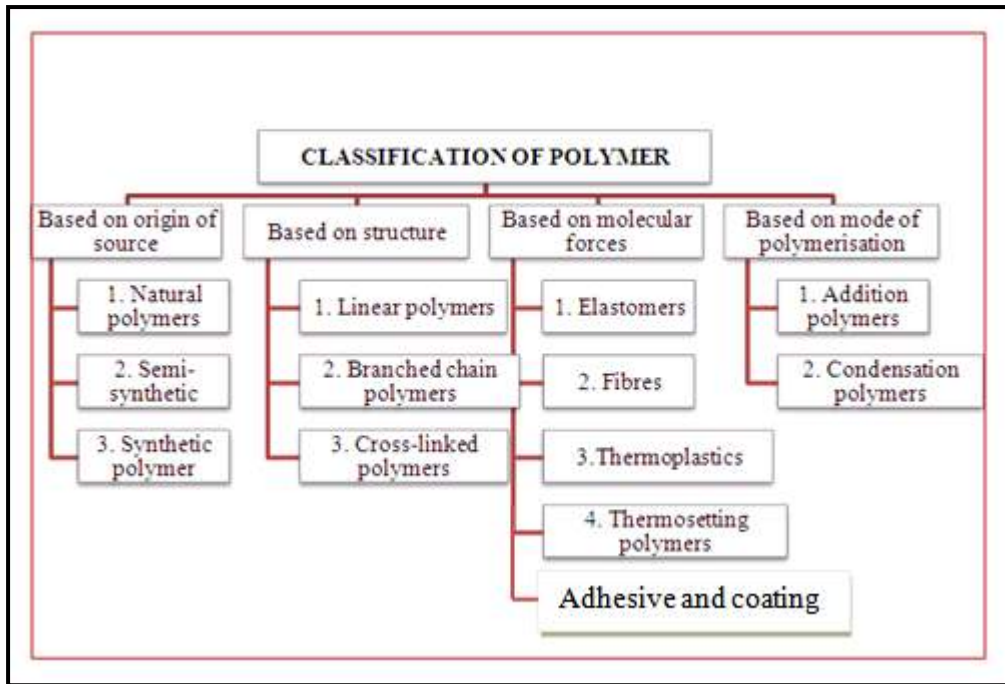 CLASSIFICATION OF POLYMER
Based on origin of
source
1. Natural
polymers
2. Semi-
synthetic
3. Synthetic
polymer
Based on structure
1. Linear polymers
2. Branched chain
polymers
3. Cross-linked
polymers
Based on molecular
forces
1. Elastomers
2. Fibres
3.Thermoplastics
4. Thermosetting
polymers
Adhesive and coating
Based on mode of
polymerisation
1. Addition
polymers
2. Condensation
polymers